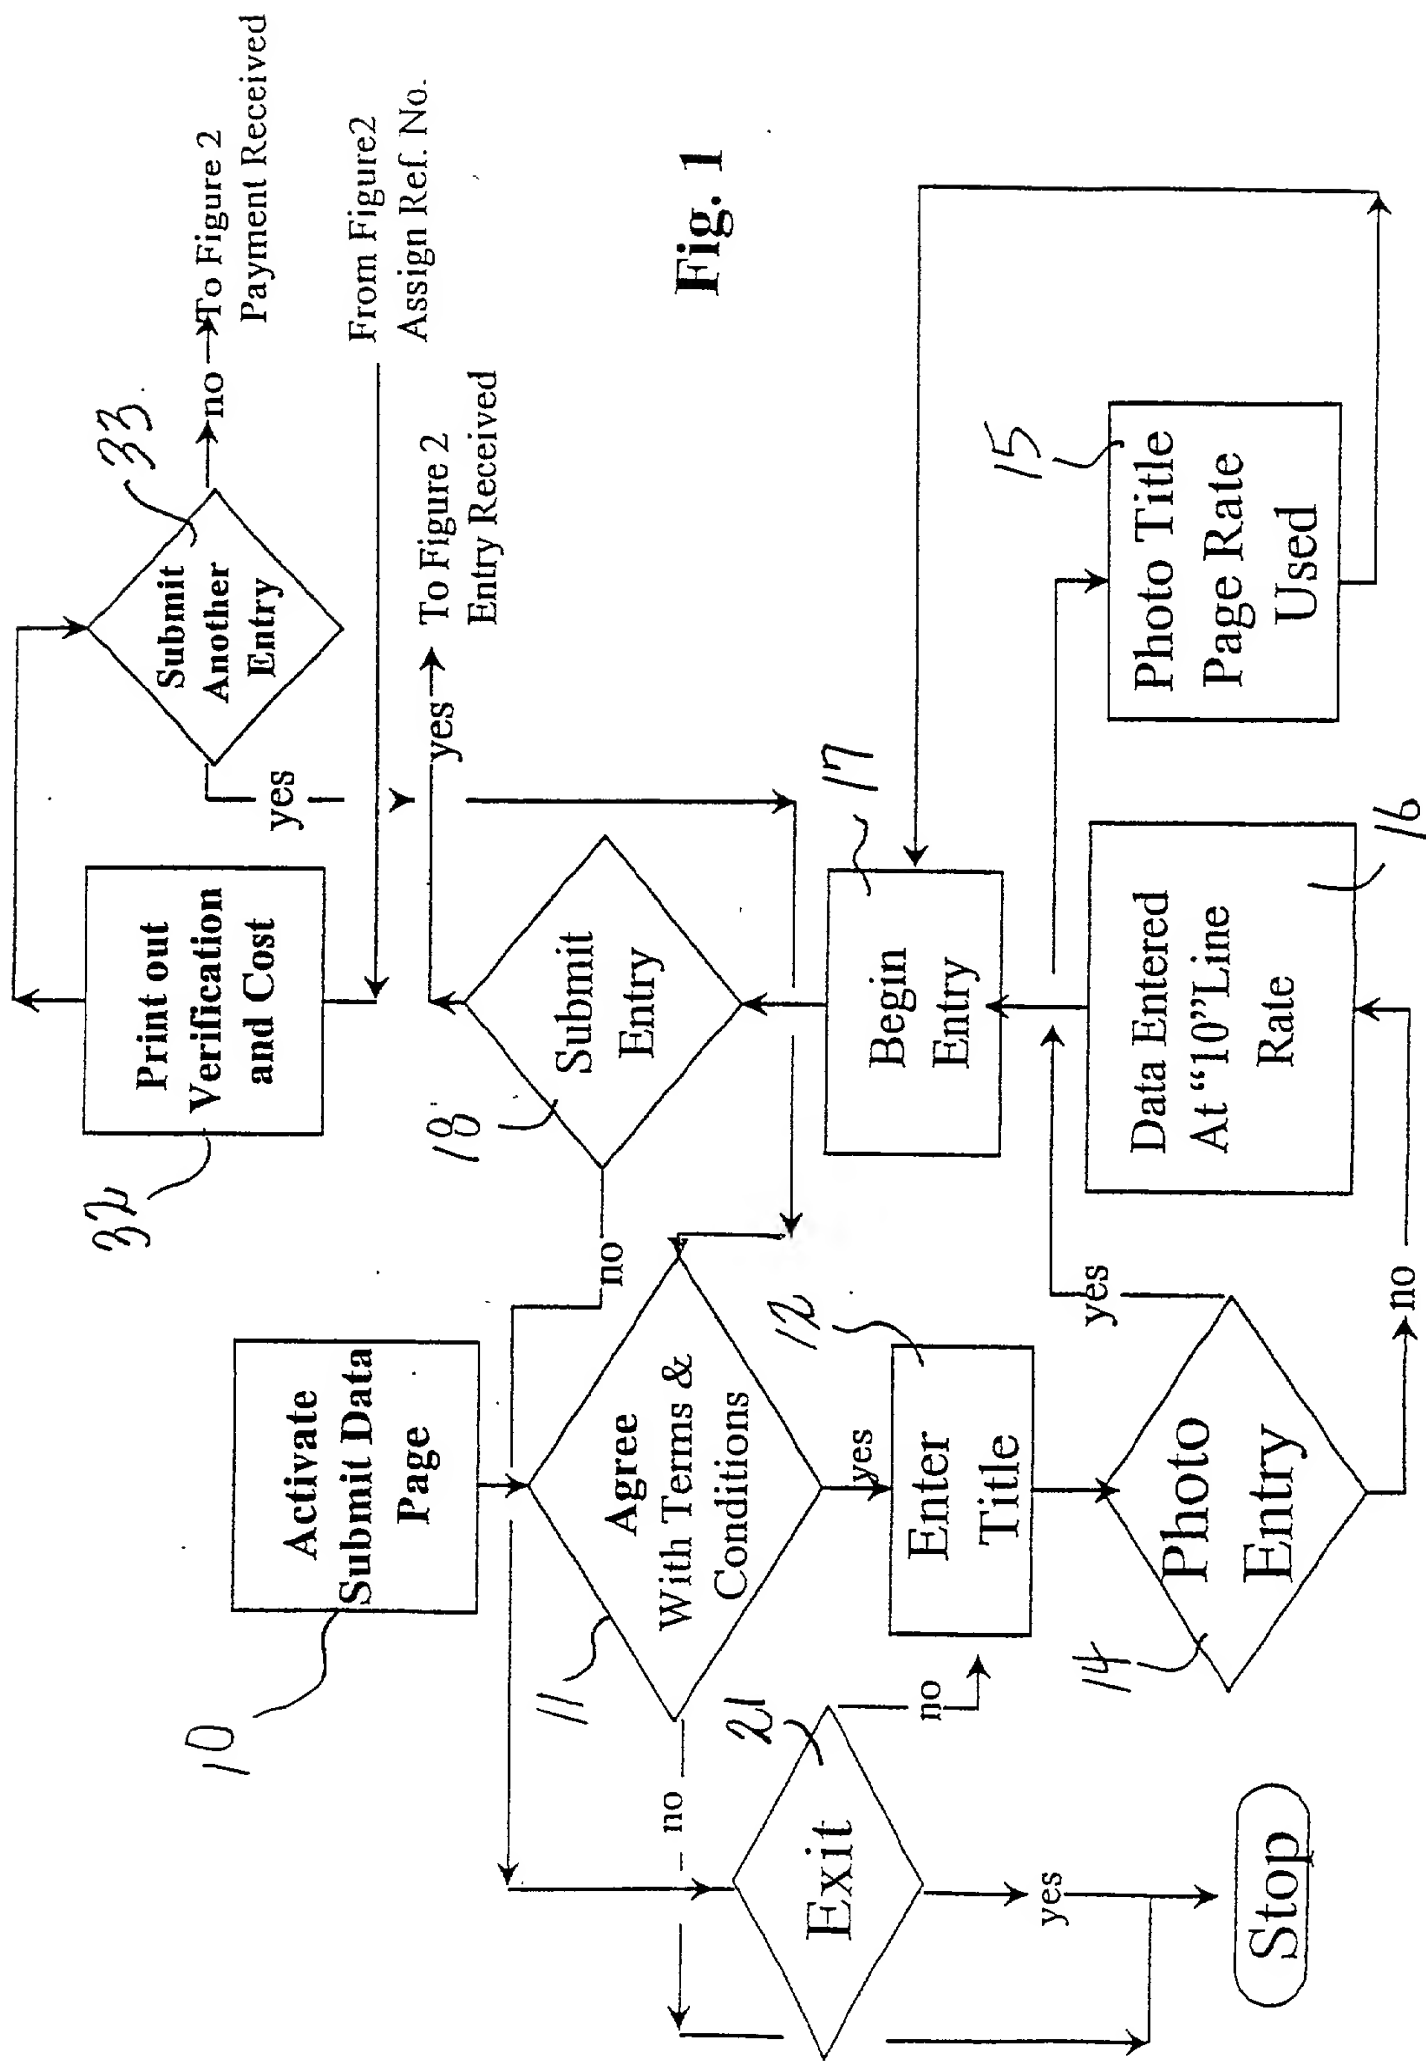 10
Activate
Submit Data
Page
32
Print out
Verification
and Cost
33
Submit
Another
Entry
no
To Figure 2
Payment Received
yes
From Figure2
Assign Ref. No.
11
Agree
With Terms &
Conditions
no
18
Submit
Entry
no
yes
To Figure 2
Entry Received
Fig. 1
21
Exit
no
yes
yes
12
Enter
Title
17
Begin
Entry
14
Photo
Entry
yes
no
Data Entered
At “10”Line
Rate
16
15
Photo Title
Page Rate
Used
Stop